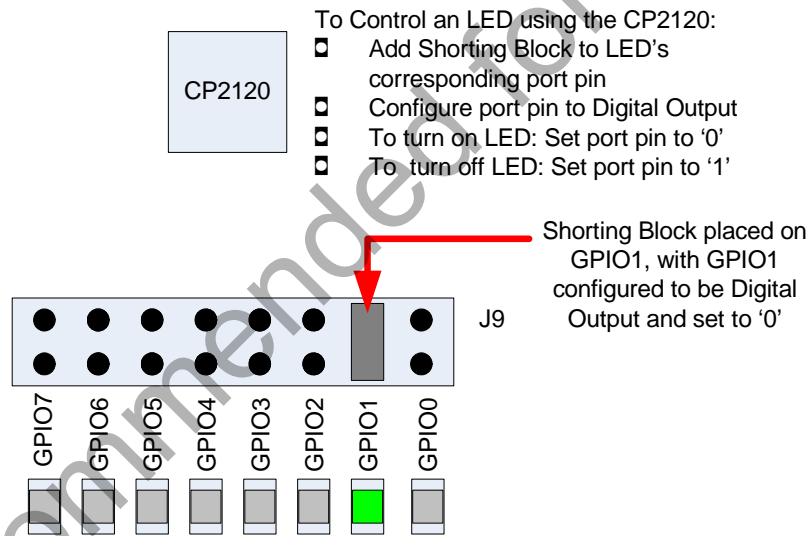 To Control an LED using the CP2120:
Add Shorting Block to LED's
corresponding port pin
Configure port pin to Digital Output
To turn on LED: Set port pin to ‘0’
To turn off LED: Set port pin to ‘1’
CP2120
Shorting Block placed on
GPIO1, with GPIO1
configured to be Digital
Output and set to ‘0’
J9
GPIO7
GPIO6
GPIO5
GPIO4
GPIO3
GPIO2
GPIO1
GPIO0
ommended for